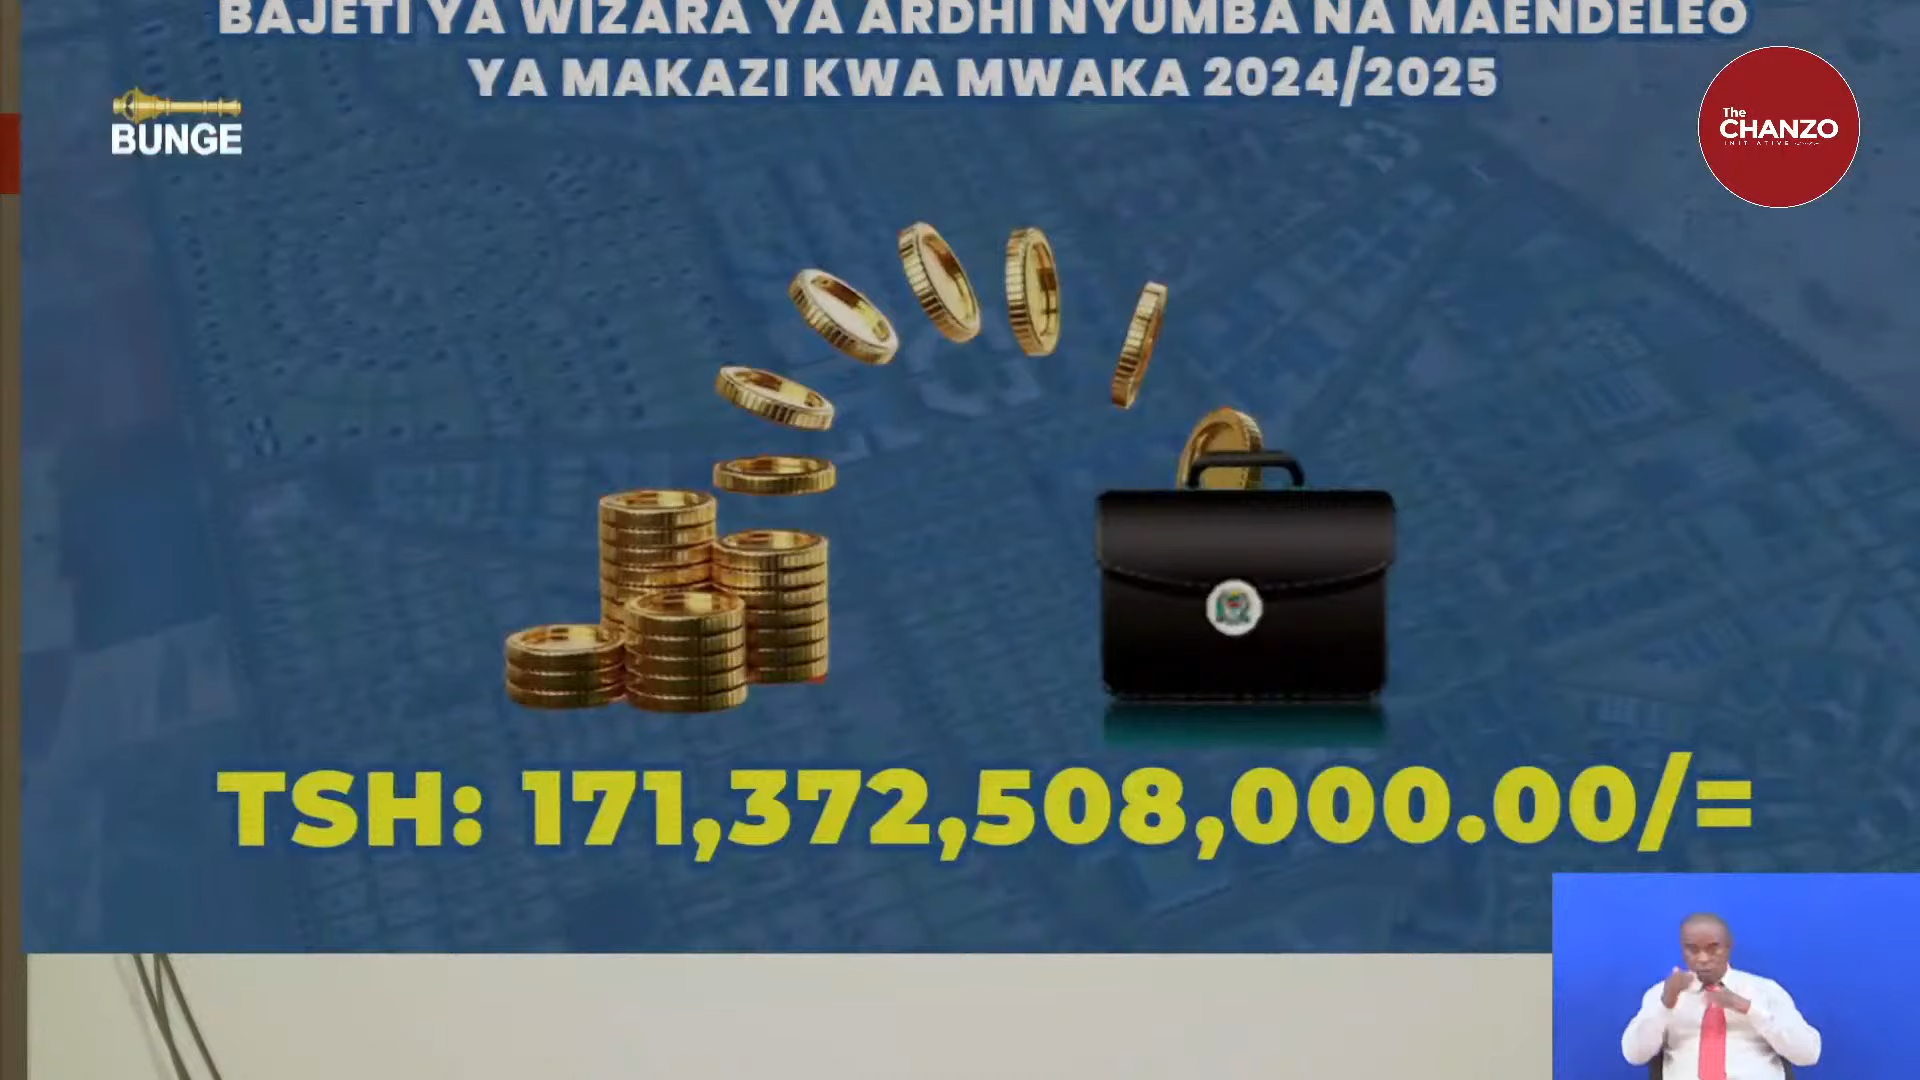 BAJETI YA WIZARA YA ARDHI NYUMBA NA MAENDELEO
YA MAKAZI KWA MWAKA 2024/2025
BUNGE
The
CHANZO
INITIATIVE
TSH: 171,372,508,000.00/=